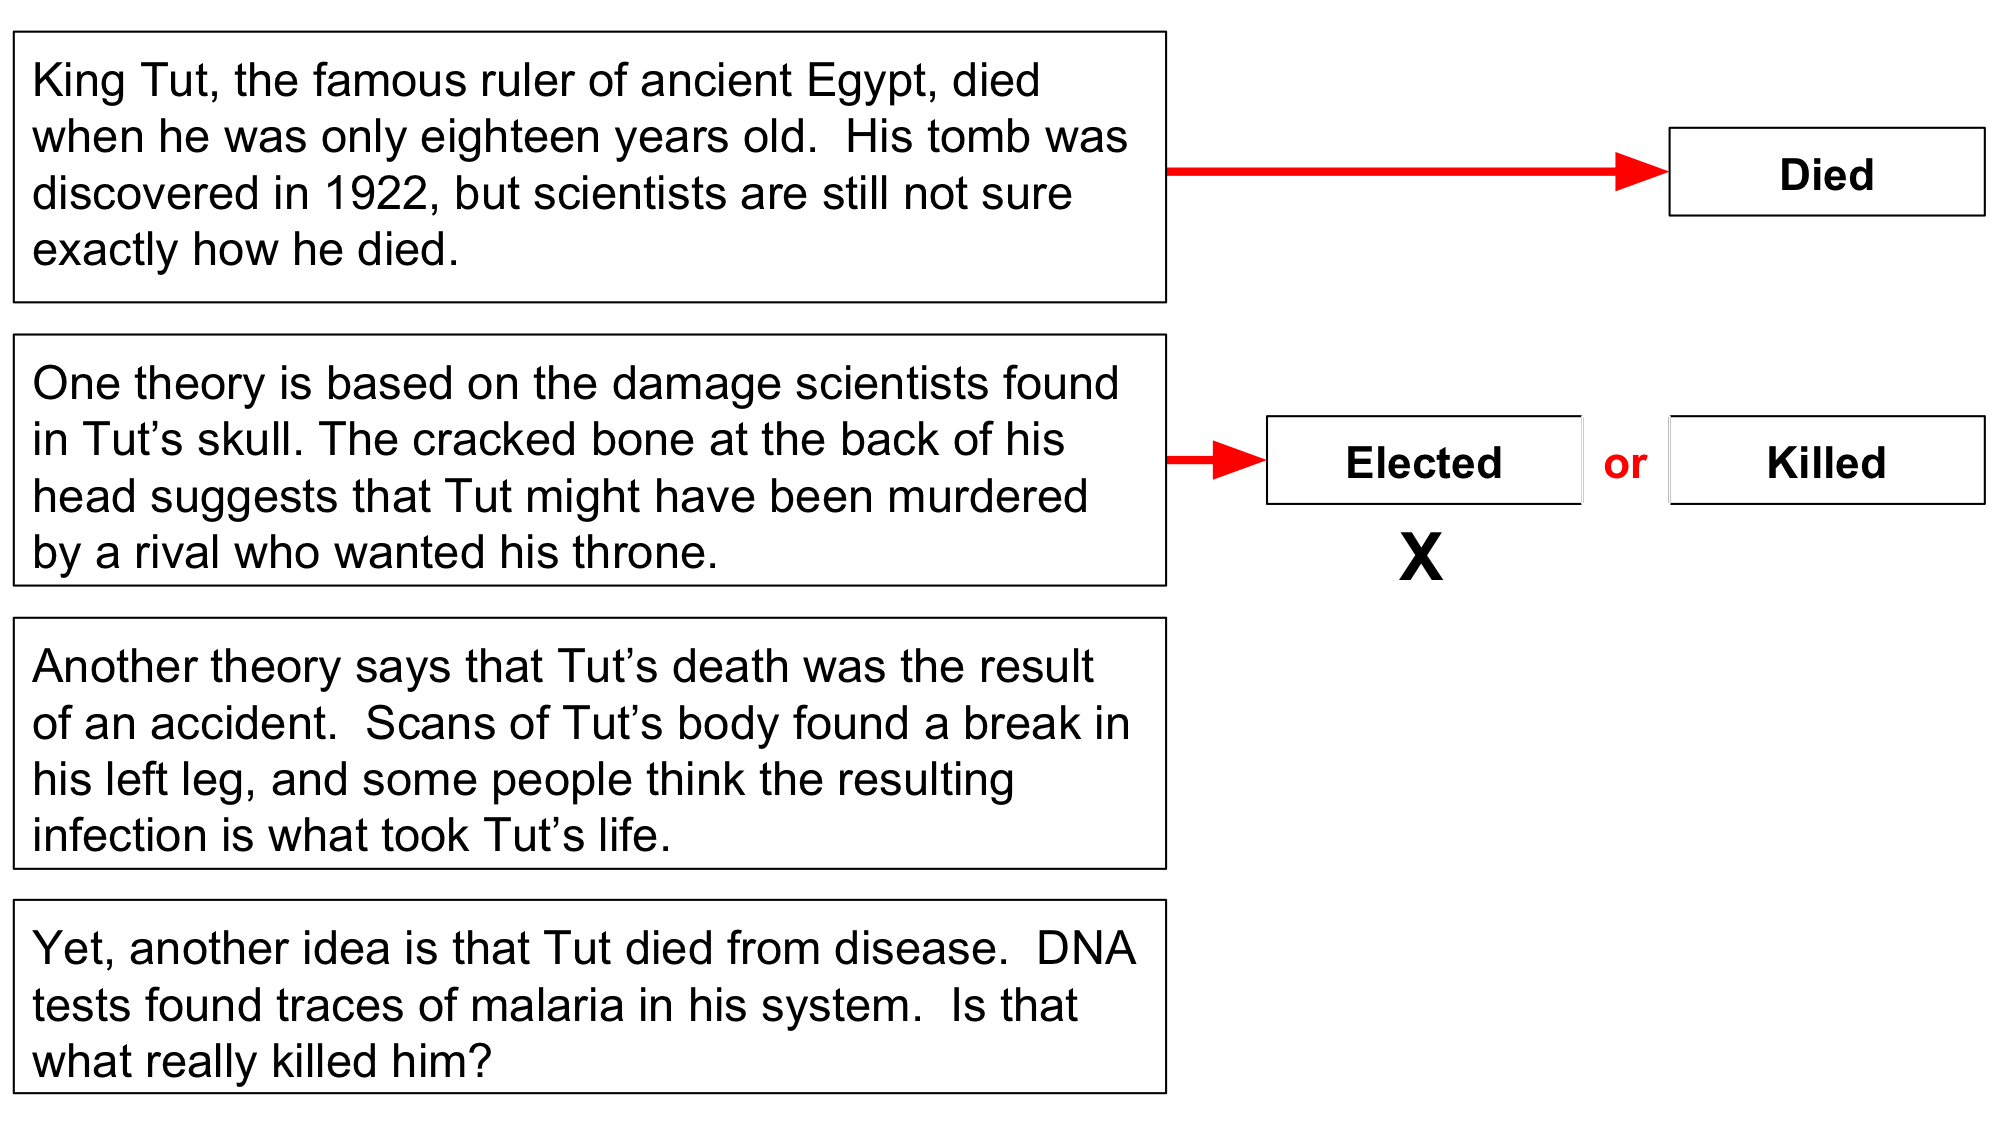 King Tut, the famous ruler of ancient Egypt, died
when he was only eighteen years old.  His tomb was
discovered in 1922, but scientists are still not sure
exactly how he died.
Died
One theory is based on the damage scientists found
in Tut’s skull. The cracked bone at the back of his
head suggests that Tut might have been murdered
by a rival who wanted his throne.
Elected or Killed
X
Another theory says that Tut’s death was the result
of an accident.  Scans of Tut’s body found a break in
his left leg, and some people think the resulting
infection is what took Tut’s life.
Yet, another idea is that Tut died from disease.  DNA
tests found traces of malaria in his system.  Is that
what really killed him?